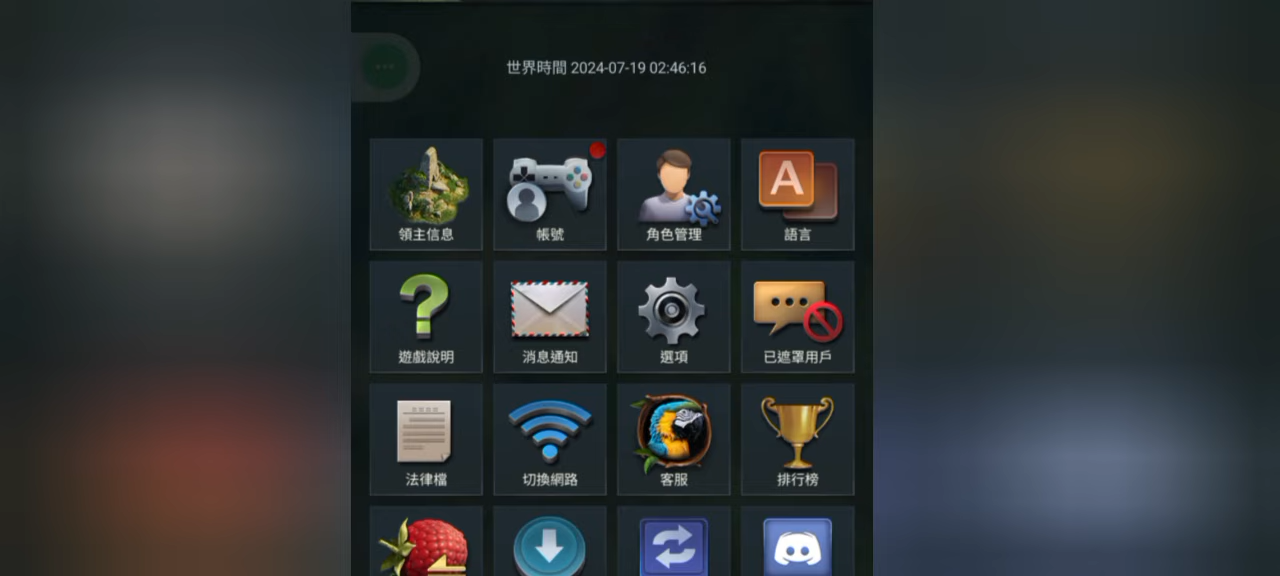 世界時間 2024-07-19 02:46:16
領主信息 帳號 角色管理 語言
A
遊戲說明 消息通知 選項 已遮罩用戶
法律檔 切換網路 客服 排行榜